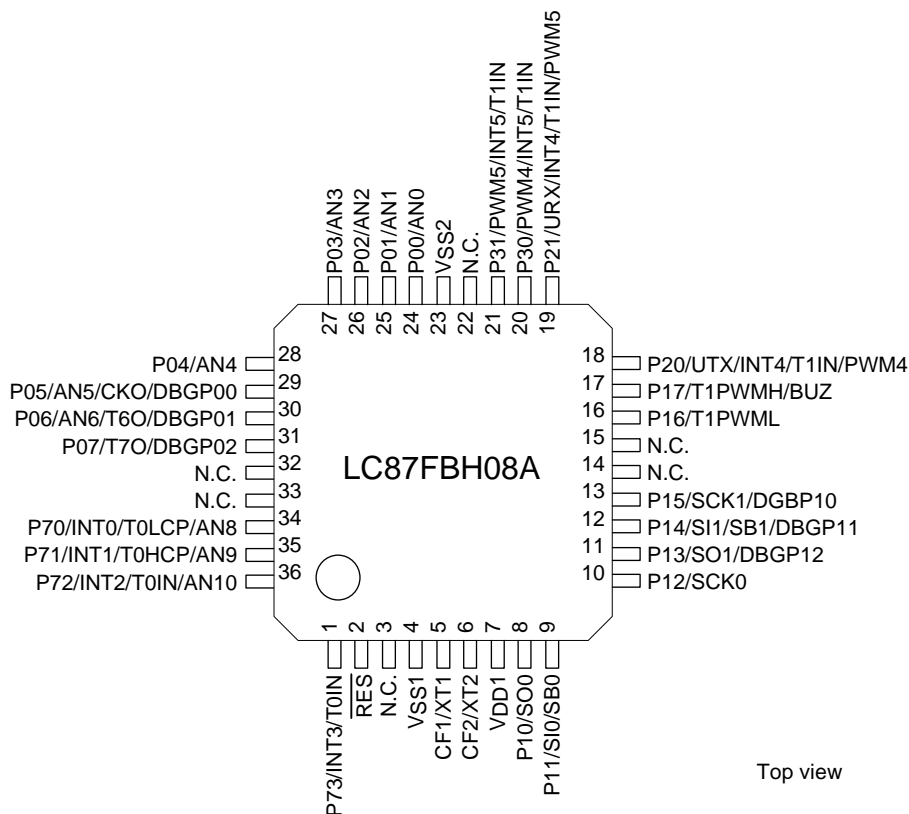 P03/AN3
P02/AN2
P01/AN1
P00/AN0
VSS2
N.C.
P31/PWM5/INT5/T1IN
P30/PWM4/INT5/T1IN
P21/URX/INT4/T1IN/PWM5
27
26
25
24
23
22
21
20
19
P04/AN4 28
P05/AN5/CKO/DBGP00 29
P06/AN6/T6O/DBGP01 30
P07/T7O/DBGP02 31
N.C. 32
N.C. 33
P70/INT0/T0LCP/AN8 34
P71/INT1/T0HCP/AN9 35
P72/INT2/T0IN/AN10 36
LC87FBH08A
18 P20/UTX/INT4/T1IN/PWM4
17 P17/T1PWMH/BUZ
16 P16/T1PWML
15 N.C.
14 N.C.
13 P15/SCK1/DGBP10
12 P14/SI1/SB1/DBGP11
11 P13/SO1/DBGP12
10 P12/SCK0
1
2
3
4
5
6
7
8
9
P73/INT3/T0IN
RES
N.C.
VSS1
CF1/XT1
CF2/XT2
VDD1
P10/SO0
P11/SI0/SB0
Top view